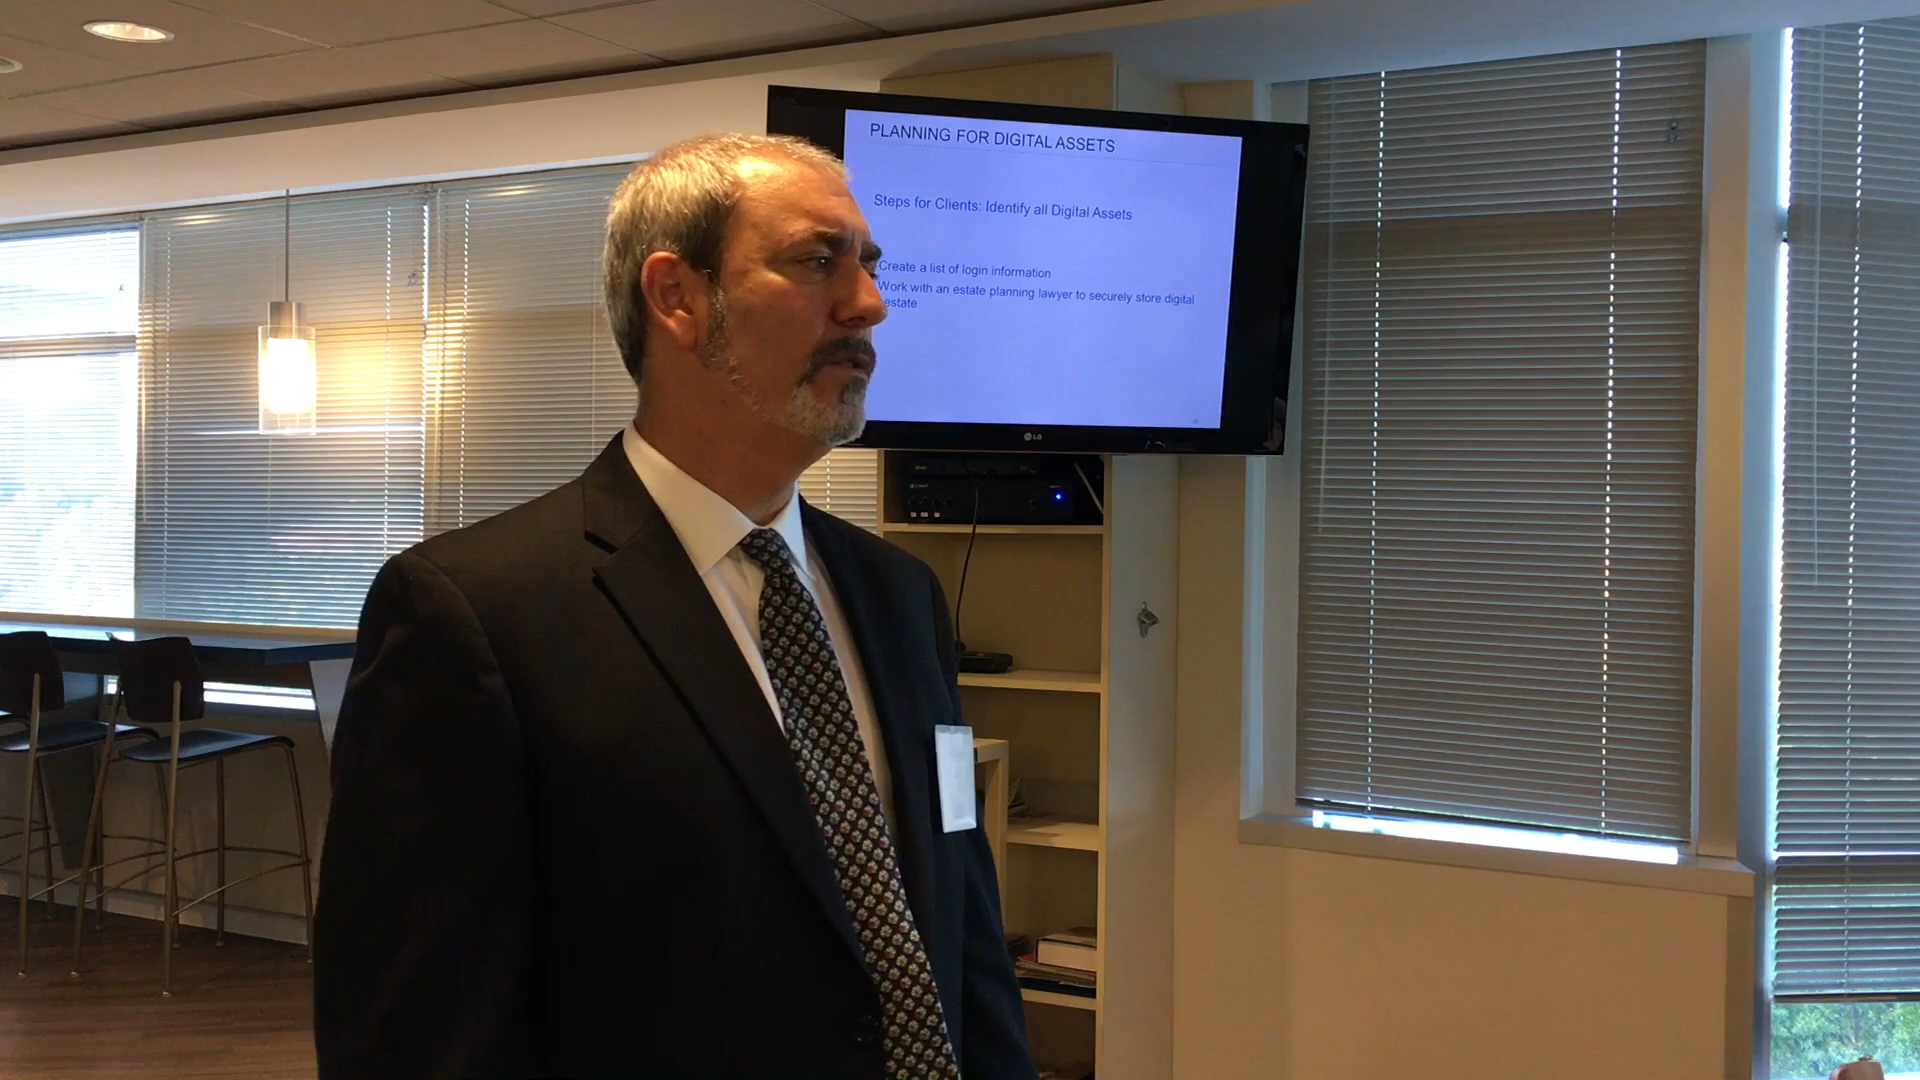 PLANNING FOR DIGITAL ASSETS
Steps for Clients: Identify all Digital Assets
Create a list of login information
Work with an estate planning lawyer to securely store digital
estate
LG